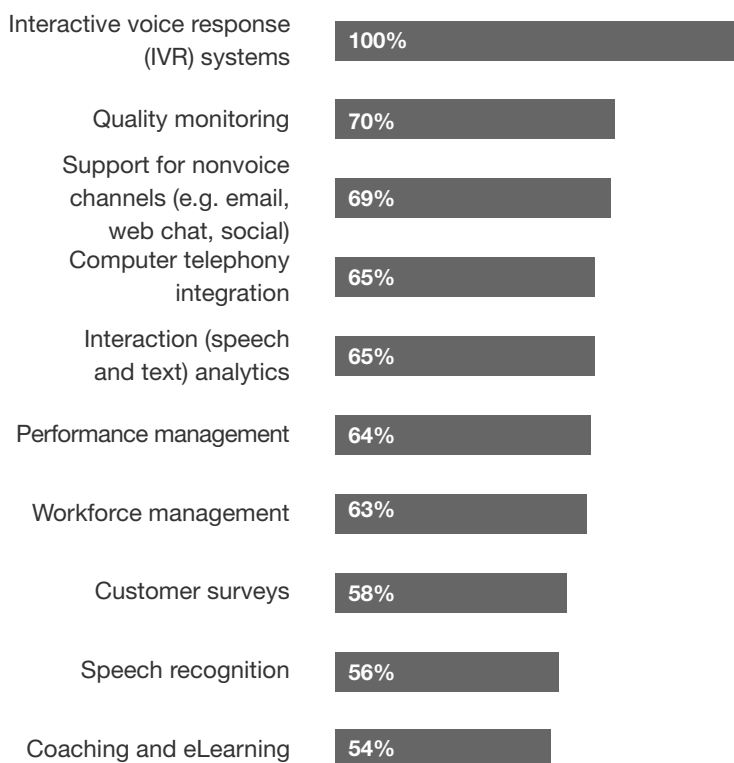 Interactive voice response
(IVR) systems
100%
Quality monitoring
70%
Support for nonvoice
channels (e.g. email,
web chat, social)
69%
Computer telephony
integration
65%
Interaction (speech
and text) analytics
65%
Performance management
64%
Workforce management
63%
Customer surveys
58%
Speech recognition
56%
Coaching and eLearning
54%